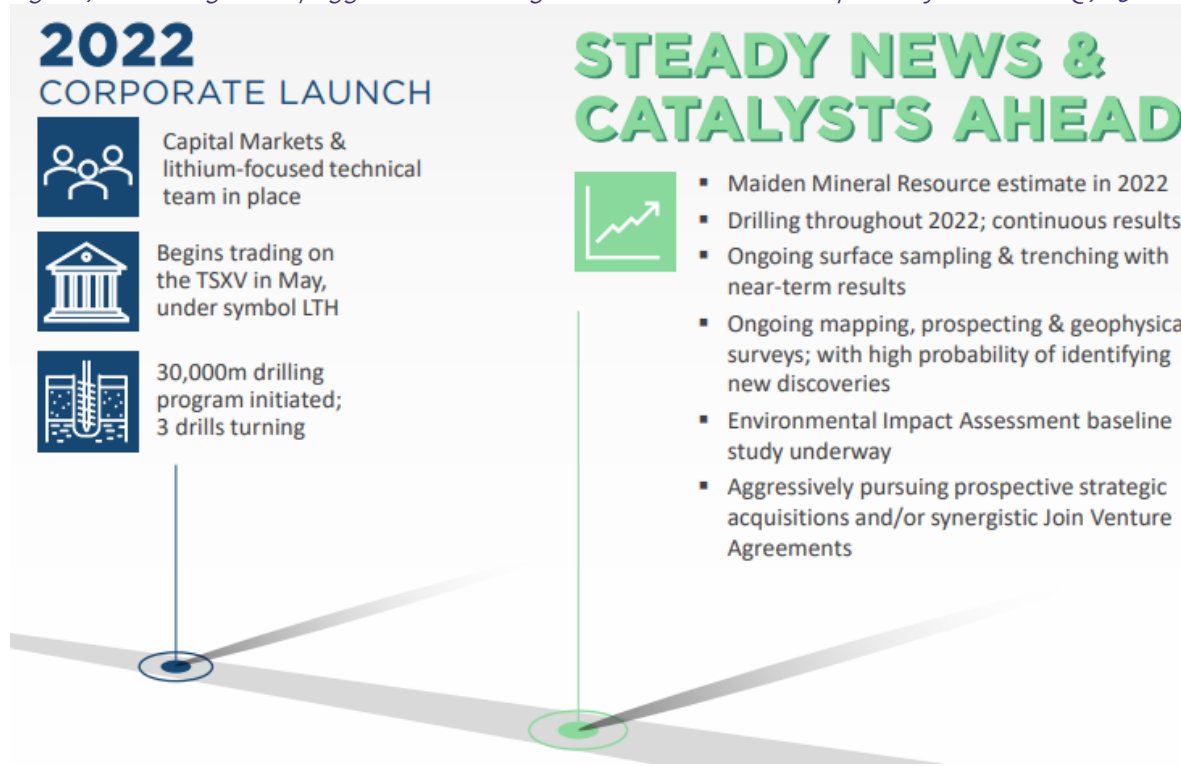 2022
CORPORATE LAUNCH
Capital Markets &
lithium-focused technical
team in place
Begins trading on
the TSXV in May,
under symbol LTH
30,000m drilling
program initiated;
3 drills turning
STEADY NEWS &
CATALYSTS AHEAD
▪ Maiden Mineral Resource estimate in 2022
▪ Drilling throughout 2022; continuous results
▪ Ongoing surface sampling & trenching with
near-term results
▪ Ongoing mapping, prospecting & geophysica
surveys; with high probability of identifying
new discoveries
▪ Environmental Impact Assessment baseline
study underway
▪ Aggressively pursuing prospective strategic
acquisitions and/or synergistic Join Venture
Agreements